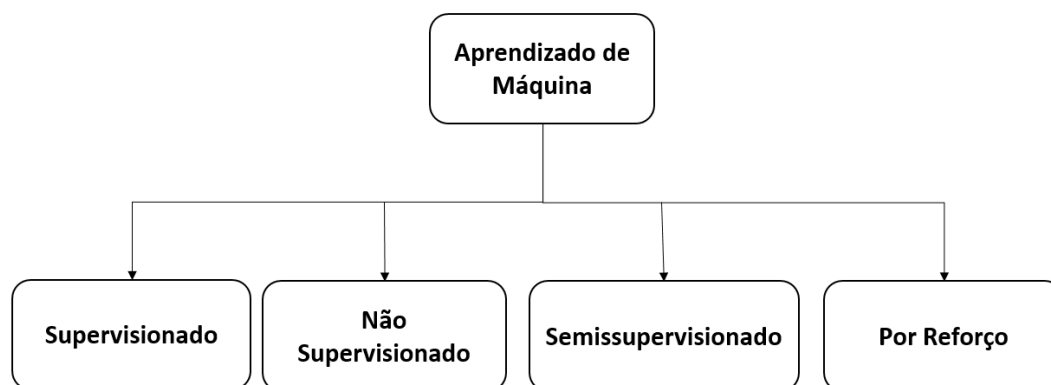 Aprendizado de
Máquina
Supervisionado
Não
Supervisionado
Semissupervisionado
Por Reforço